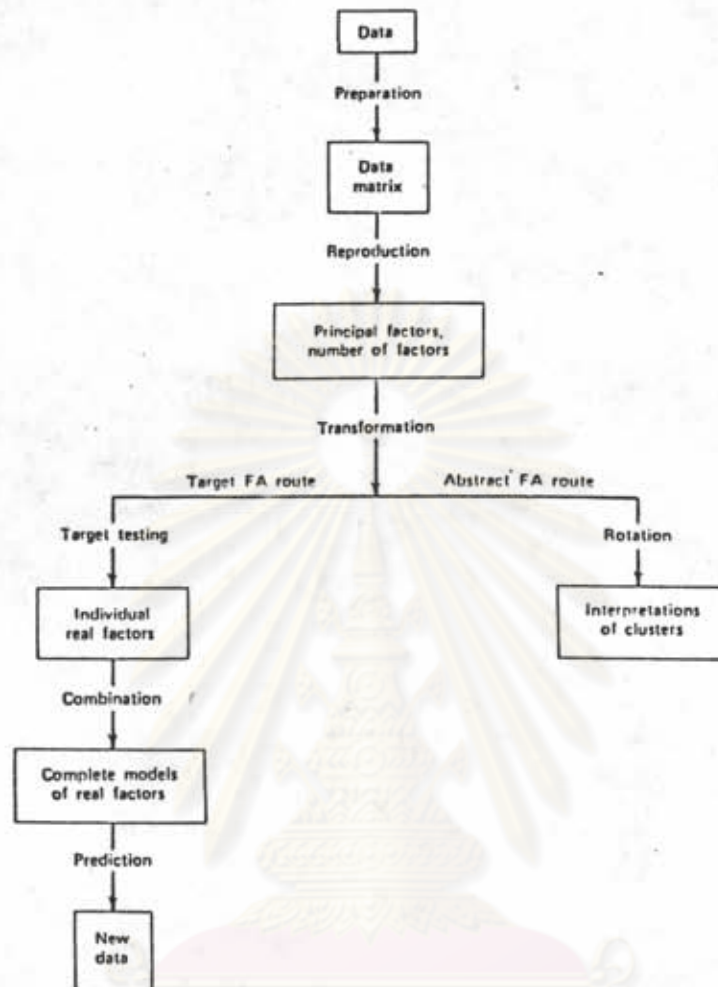 Data
Preparation
Data
matrix
Reproduction
Principal factors,
number of factors
Transformation
Target FA route
Abstract FA route
Target testing
Rotation
Individual
real factors
Interpretations
of clusters
Combination
Complete models
of real factors
Prediction
New
data